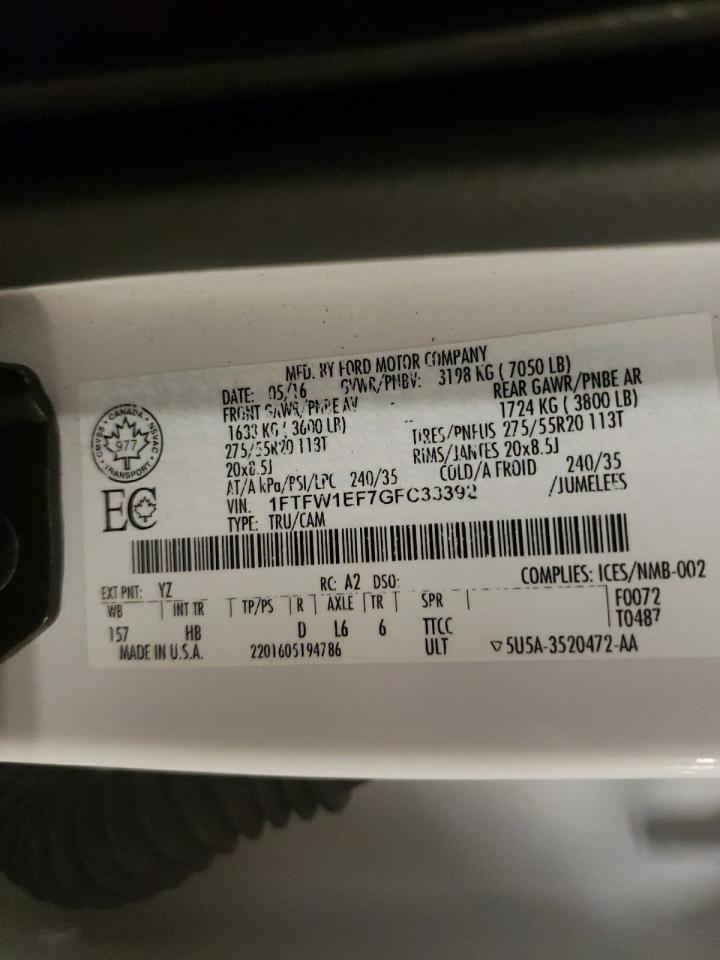 MFD. BY FORD MOTOR COMPANY
DATE: 05/16 GVWR/PNBV: 3198 KG ( 7050 LB)
FRONT GAWR/PNBE AV REAR GAWR/PNBE AR
1633 KG ( 3600 LB) 1724 KG ( 3800 LB)
275/55R20 113T TIRES/PNEUS 275/55R20 113T
20x8.5J RIMS/JANTES 20x8.5J
AT/A kPa/PSI/LPC 240/35 COLD/A FROID 240/35
VIN: 1FTFW1EF7GFC33392 /JUMELEES
TYPE: TRU/CAM
CANADA
CMVSS NSVAC
977
TRANSPORT
EC
EXT PNT: YZ RC: A2 DSO: COMPLIES: ICES/NMB-002
WB INT TR TP/PS R AXLE TR SPR F0072
157 HB D L6 6 TTCC T0487
MADE IN U.S.A. 2201605194786 ULT ▽5U5A-3520472-AA